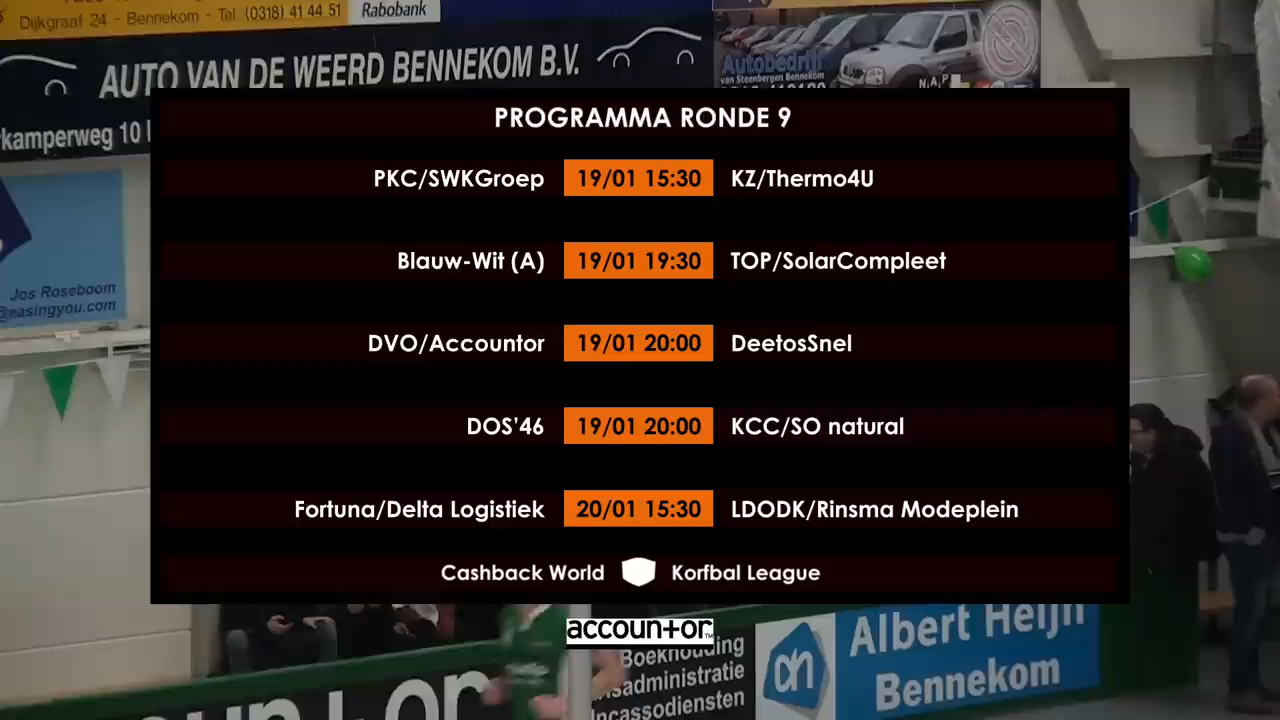 Dijkgraaf 24 - Bennekom - Tel. (0318) 41 44 51
Rabobank
AUTO VAN DE WEERD BENNEKOM B.V.
Autobedrijf
van Steenbergen Bennekom
N.A.P
kamperweg 10
PROGRAMMA RONDE 9
PKC/SWKGroep 19/01 15:30 KZ/Thermo4U
Blauw-Wit (A) 19/01 19:30 TOP/SolarCompleet
Jos Roseboom
@easingyou.com
DVO/Accountor 19/01 20:00 DeetosSnel
DOS'46 19/01 20:00 KCC/SO natural
Fortuna/Delta Logistiek 20/01 15:30 LDODK/Rinsma Modeplein
Cashback World Korfbal League
accountor™
Boekhouding
Incassodiensten
Albert Heijn
Bennekom